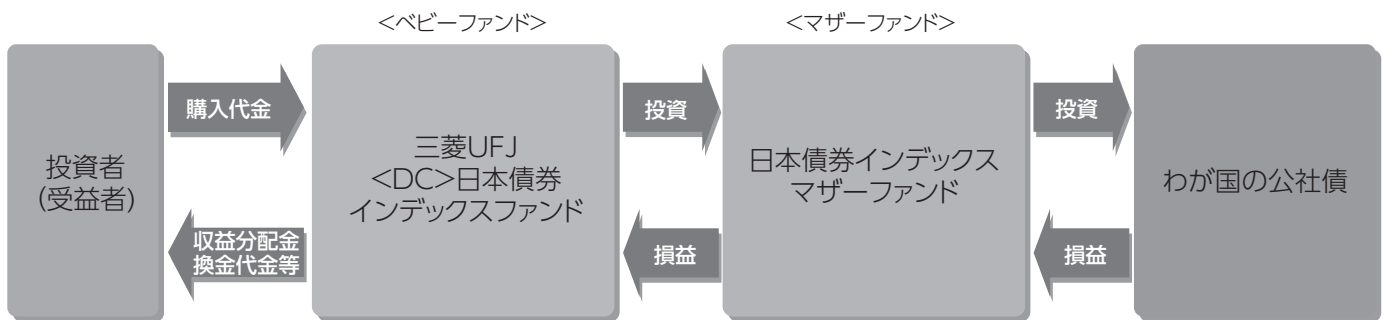 <ベビーファンド>
<マザーファンド>
投資者
(受益者)
購入代金
収益分配金
換金代金等
三菱UFJ
<DC>日本債券
インデックスファンド
投資
損益
日本債券インデックス
マザーファンド
投資
損益
わが国の公社債